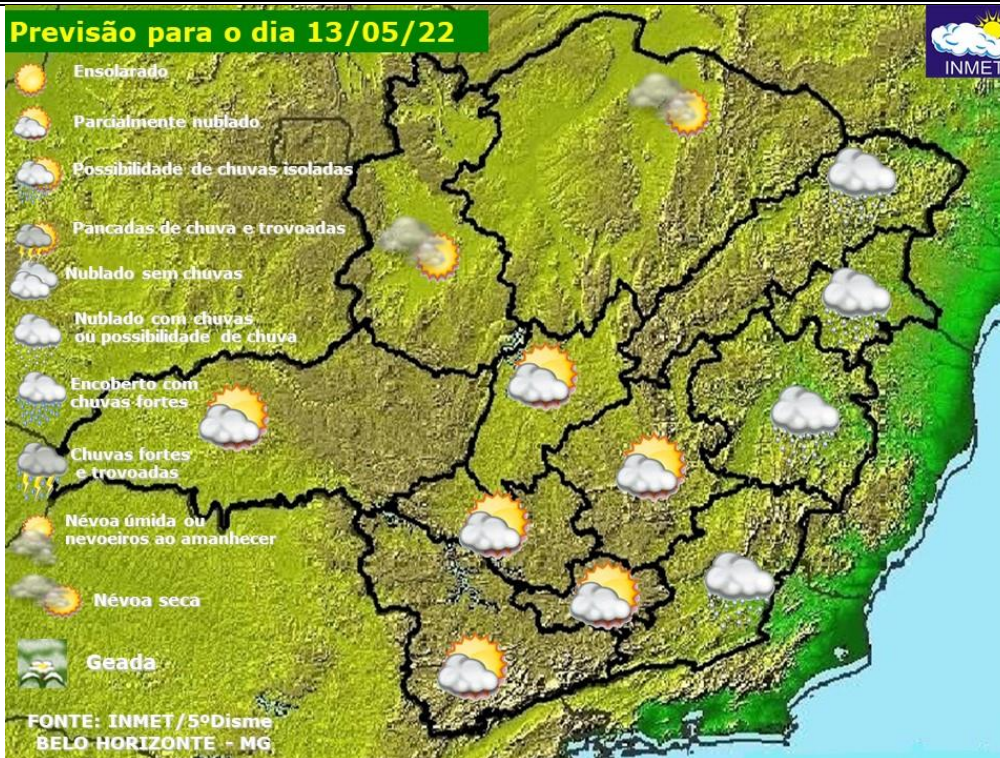 Previsão para o dia 13/05/22
INMET
Ensolarado
Parcialmente nublado
Possibilidade de chuvas isoladas
Pancadas de chuva e trovoadas
Nublado sem chuvas
Nublado com chuvas
ou possibilidade de chuva
Encoberto com
chuvas fortes
Chuvas fortes
e trovoadas
Névoa úmida ou
nevoeiros ao amanhecer
Névoa seca
Geada
FONTE: INMET/5ºDisme
BELO HORIZONTE - MG